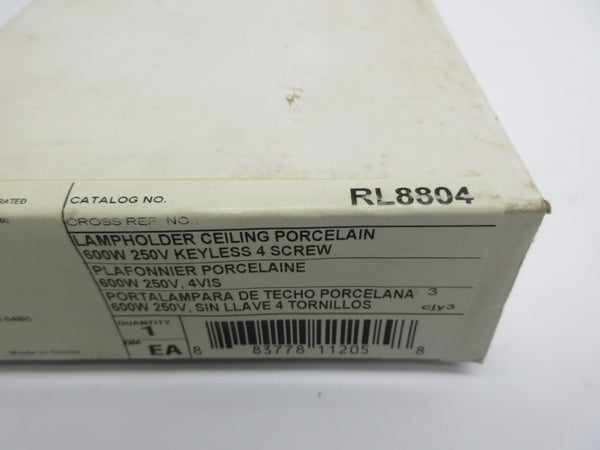 RATED
CATALOG NO. RL8804
CROSS REF. NO.:
LAMPHOLDER CEILING PORCELAIN
600W 250V KEYLESS 4 SCREW
PLAFONNIER PORCELAINE
600W 250V, 4VIS
PORTALAMPARA DE TECHO PORCELANA 3
600W 250V, SIN LLAVE 4 TORNILLOS cjy3
QUANTITY
1
UM
EA
8 83778 11205 8
Made in China